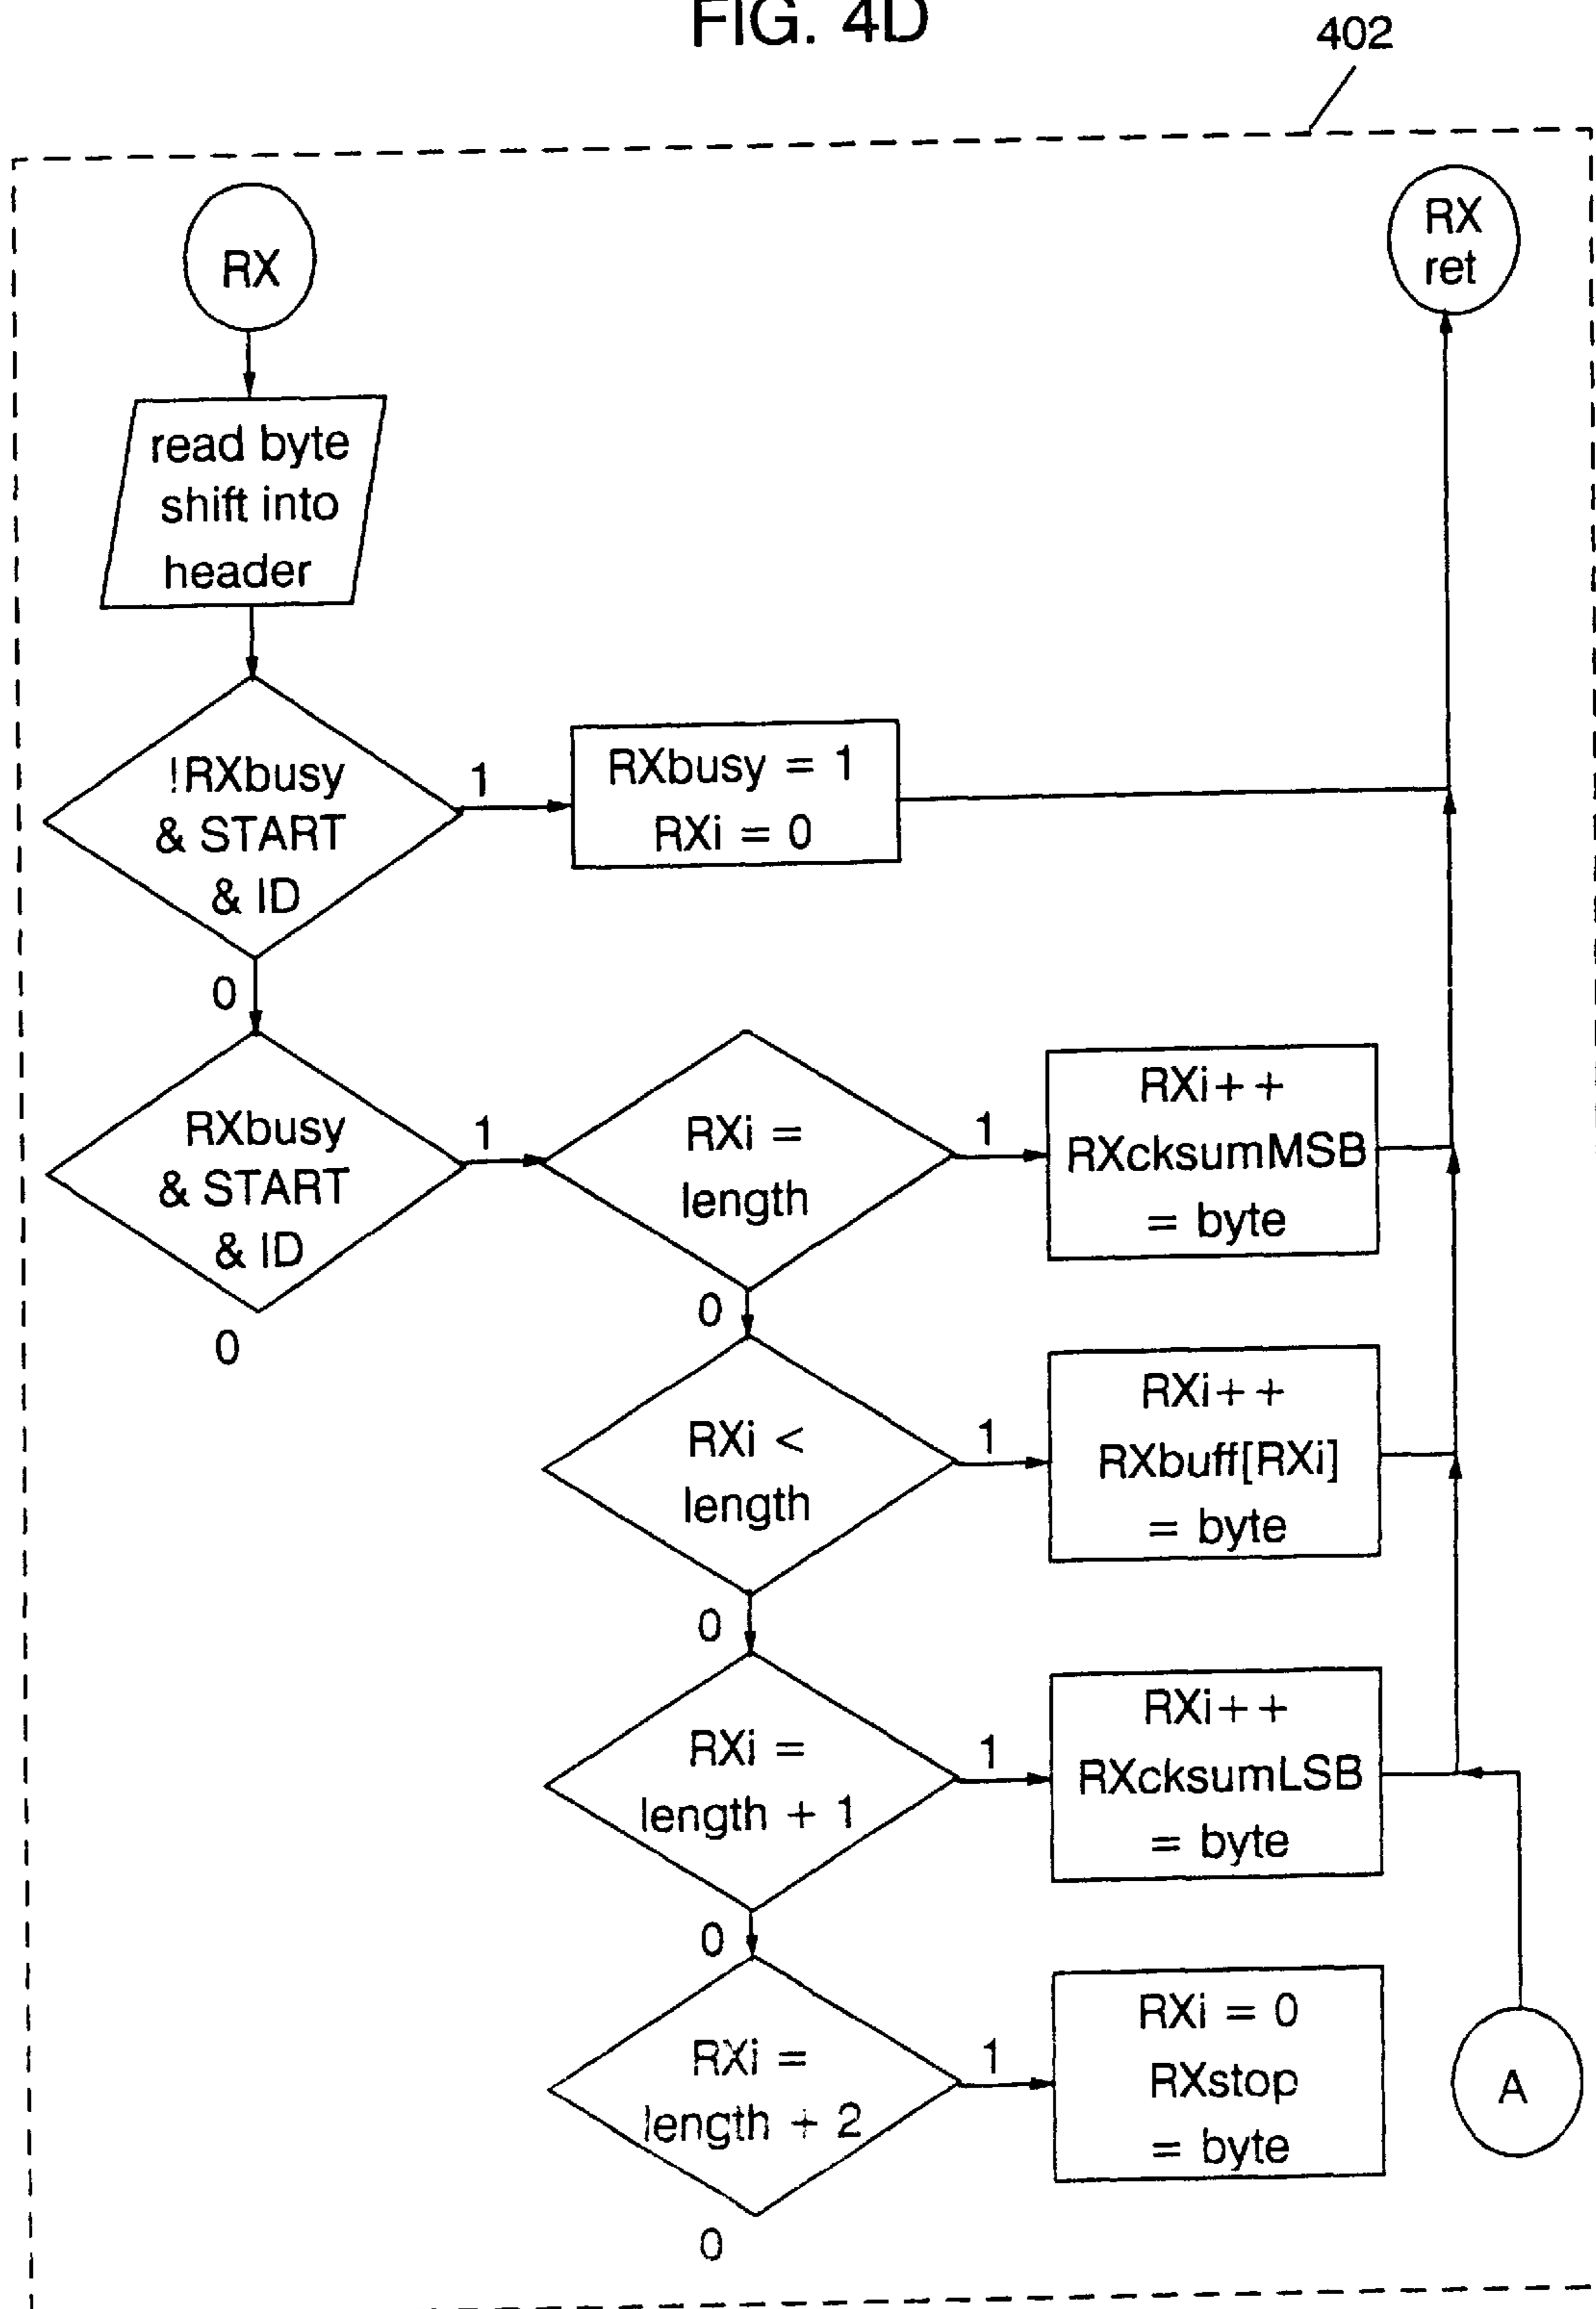 FIG. 4D
402
RX
RX
ret
read byte
shift into
header
!RXbusy
& START
& ID
1
RXbusy = 1
RXi = 0
0
RXbusy
& START
& ID
1
0
RXi =
length
1
RXi++
RXcksumMSB
= byte
0
RXi <
length
1
RXi++
RXbuff[RXi]
= byte
0
RXi =
length + 1
1
RXi++
RXcksumLSB
= byte
0
RXi =
length + 2
1
RXi = 0
RXstop
= byte
A
0